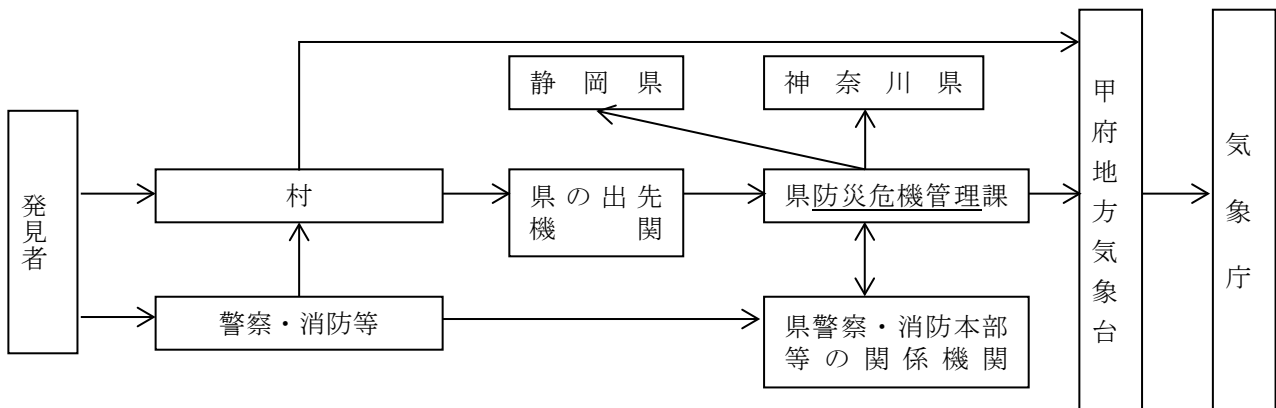 静岡県
神奈川県
甲府地方気象台
気象庁
発見者
村
県の出先
機関
県防災危機管理課
警察・消防等
県警察・消防本部
等の関係機関